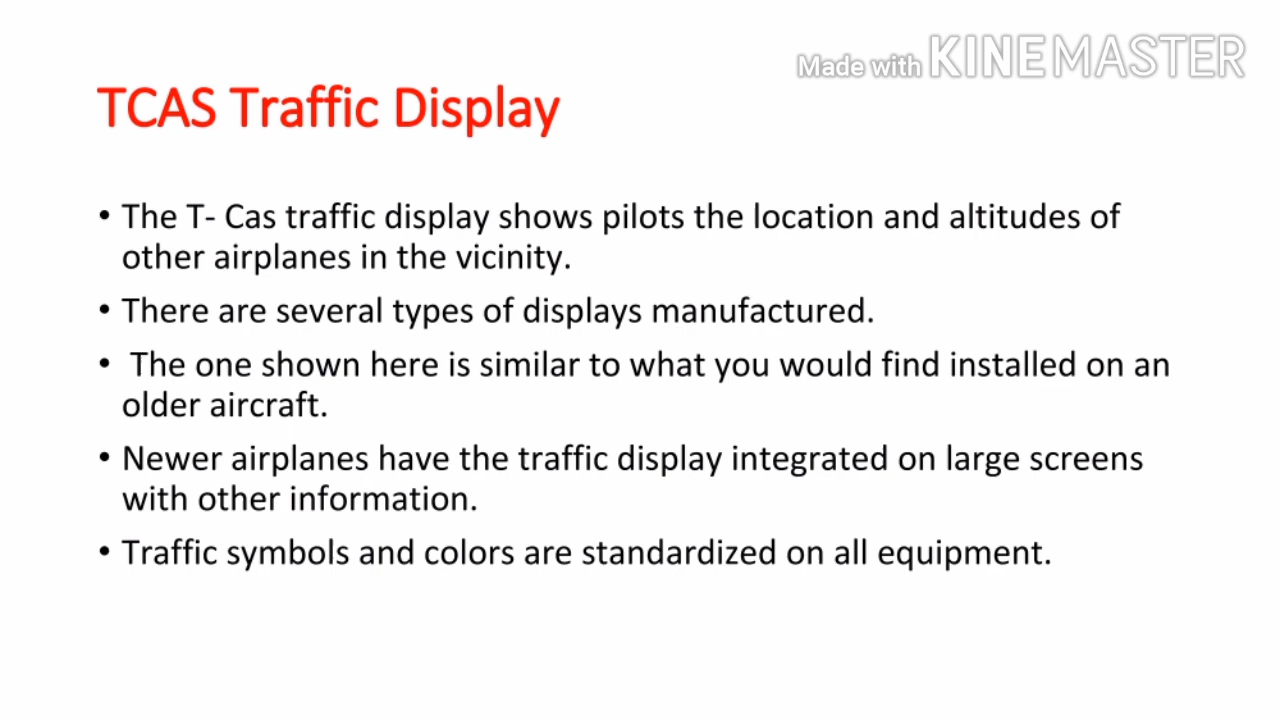 Made with KINEMASTER
TCAS Traffic Display
• The T- Cas traffic display shows pilots the location and altitudes of
other airplanes in the vicinity.
• There are several types of displays manufactured.
• The one shown here is similar to what you would find installed on an
older aircraft.
• Newer airplanes have the traffic display integrated on large screens
with other information.
• Traffic symbols and colors are standardized on all equipment.